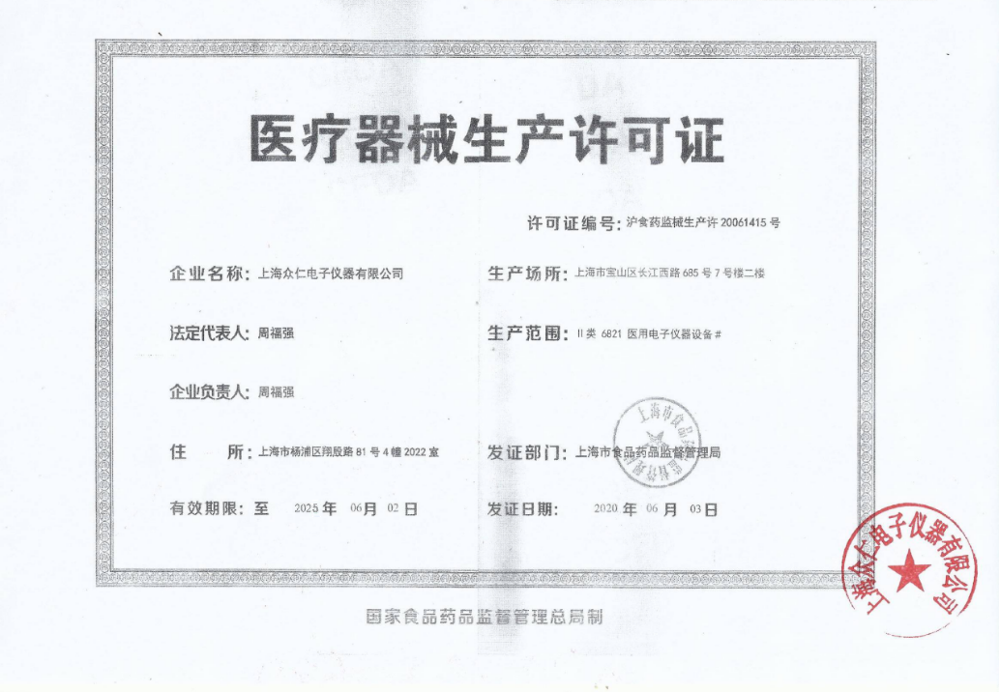 医疗器械生产许可证
许可证编号：沪食药监械生产许 20061415 号
企业名称：上海众仁电子仪器有限公司
生产场所：上海市宝山区长江西路 685 号 7 号楼二楼
法定代表人：周福强
生产范围：II类 6821 医用电子仪器设备#
企业负责人：周福强
住 所：上海市杨浦区翔殷路 81 号 4 幢 2022 室
发证部门：上海市食品药品监督管理局
有效期限：至 2025 年 06 月 02 日
发证日期： 2020 年 06 月 03 日
上海市食品药品监督管理局
上海众仁电子仪器有限公司
国家食品药品监督管理总局制